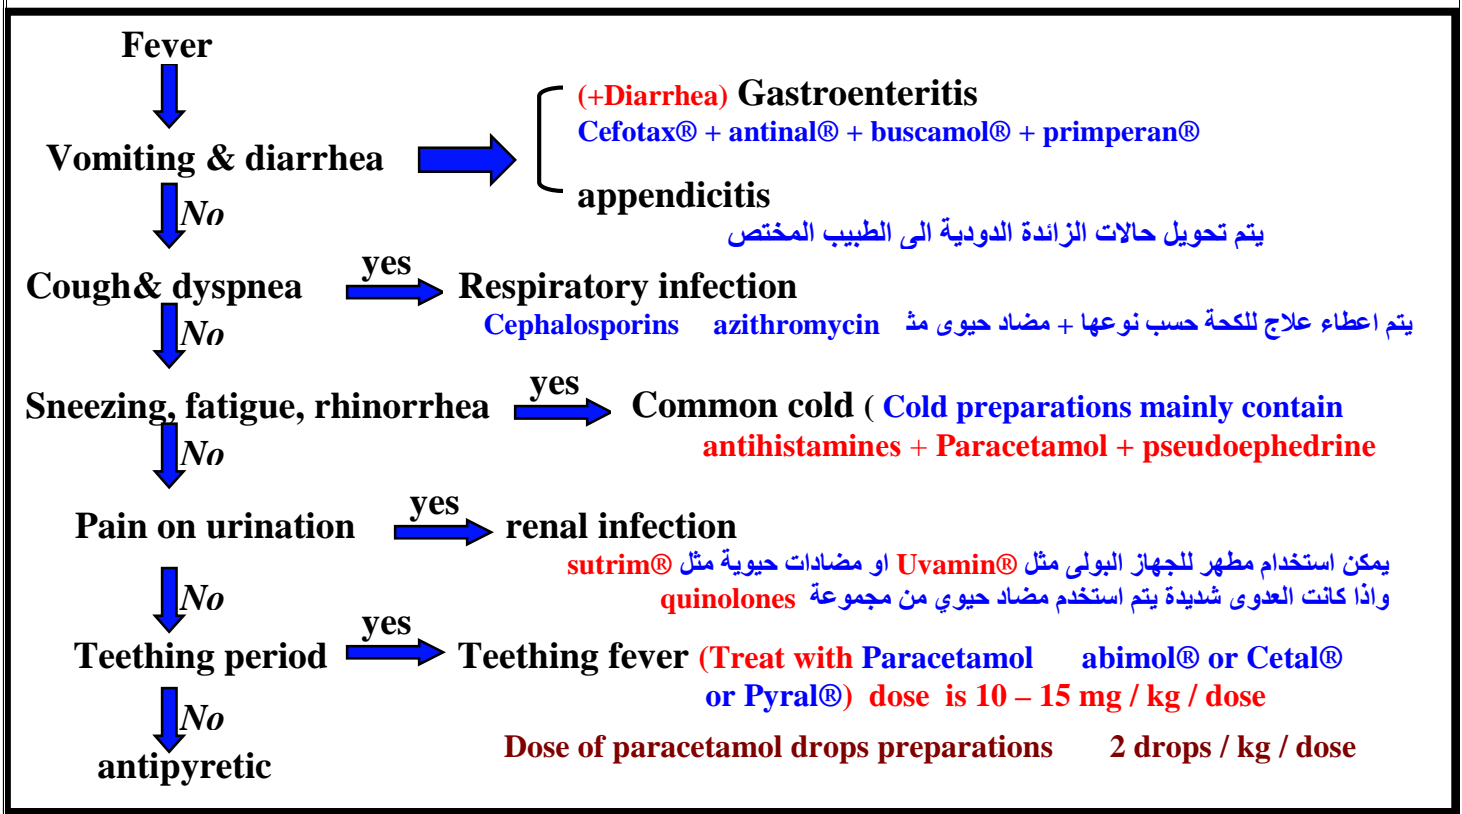 Fever
(+Diarrhea) Gastroenteritis
Cefotax® + antinal® + buscamol® + primperan®
Vomiting & diarrhea
appendicitis
يتم تحويل حالات الزائدة الدودية الى الطبيب المختص
No
Cough& dyspnea yes Respiratory infection
يتم اعطاء علاج للكحة حسب نوعها + مضاد حيوى مثـ Cephalosporins azithromycin
No
Sneezing, fatigue, rhinorrhea yes Common cold ( Cold preparations mainly contain
antihistamines + Paracetamol + pseudoephedrine
No
Pain on urination yes renal infection
يمكن استخدام مطهر للجهاز البولى مثل Uvamin® او مضادات حيوية مثل sutrim®
واذا كانت العدوى شديدة يتم استخدم مضاد حيوي من مجموعة quinolones
No
Teething period yes Teething fever (Treat with Paracetamol abimol® or Cetal®
or Pyral®) dose is 10 – 15 mg / kg / dose
No
Dose of paracetamol drops preparations 2 drops / kg / dose
antipyretic